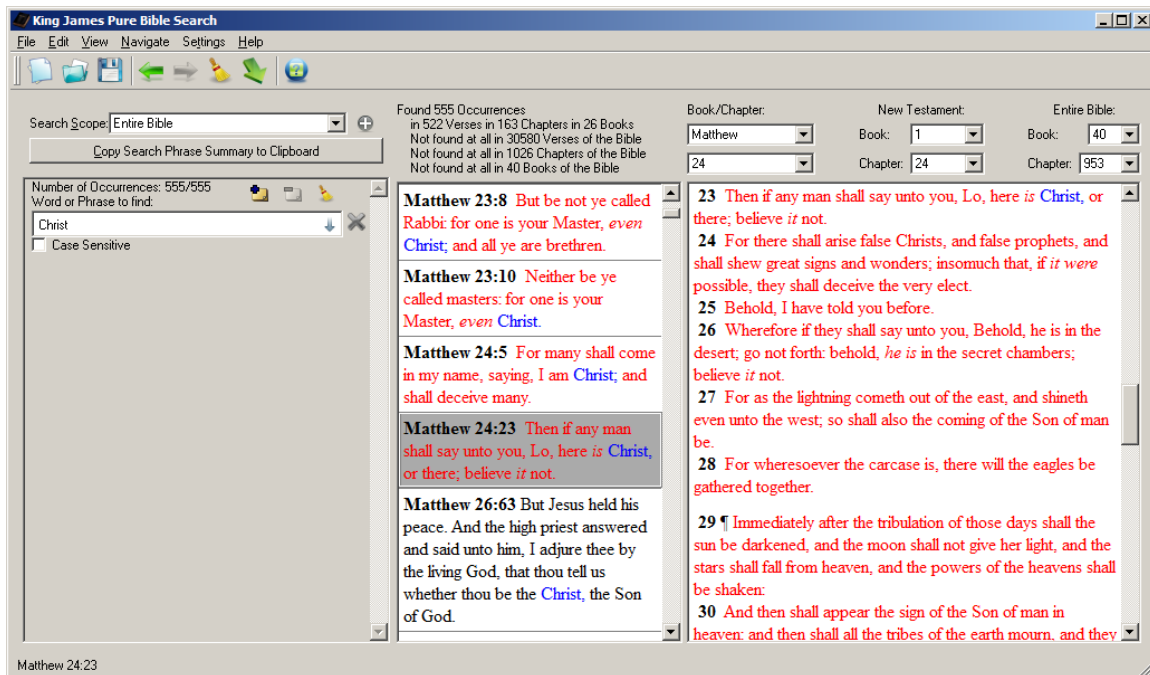 King James Pure Bible Search
File Edit View Navigate Settings Help
Search Scope: Entire Bible
Copy Search Phrase Summary to Clipboard
Number of Occurrences: 555/555
Word or Phrase to find:
Christ
Case Sensitive
Found 555 Occurrences
in 522 Verses in 163 Chapters in 26 Books
Not found at all in 30580 Verses of the Bible
Not found at all in 1026 Chapters of the Bible
Not found at all in 40 Books of the Bible
Matthew 23:8 But be not ye called
Rabbi: for one is your Master, even
Christ; and all ye are brethren.
Matthew 23:10 Neither be ye
called masters: for one is your
Master, even Christ.
Matthew 24:5 For many shall come
in my name, saying, I am Christ; and
shall deceive many.
Matthew 24:23 Then if any man
shall say unto you, Lo, here is Christ,
or there; believe it not.
Matthew 26:63 But Jesus held his
peace. And the high priest answered
and said unto him, I adjure thee by
the living God, that thou tell us
whether thou be the Christ, the Son
of God.
Book/Chapter: New Testament: Entire Bible:
Matthew Book: 1 Book: 40
24 Chapter: 24 Chapter: 953
23 Then if any man shall say unto you, Lo, here is Christ, or
there; believe it not.
24 For there shall arise false Christs, and false prophets, and
shall shew great signs and wonders; insomuch that, if it were
possible, they shall deceive the very elect.
25 Behold, I have told you before.
26 Wherefore if they shall say unto you, Behold, he is in the
desert; go not forth: behold, he is in the secret chambers;
believe it not.
27 For as the lightning cometh out of the east, and shineth
even unto the west; so shall also the coming of the Son of man
be.
28 For wheresoever the carcase is, there will the eagles be
gathered together.
29 ¶ Immediately after the tribulation of those days shall the
sun be darkened, and the moon shall not give her light, and the
stars shall fall from heaven, and the powers of the heavens shall
be shaken:
30 And then shall appear the sign of the Son of man in
heaven: and then shall all the tribes of the earth mourn, and they
Matthew 24:23